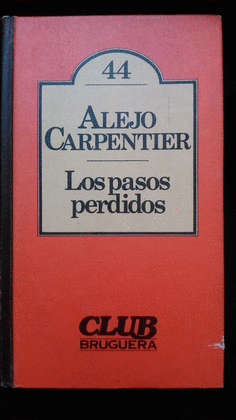 44
ALEJO
CARPENTIER
Los pasos
perdidos
CLUB
BRUGUERA